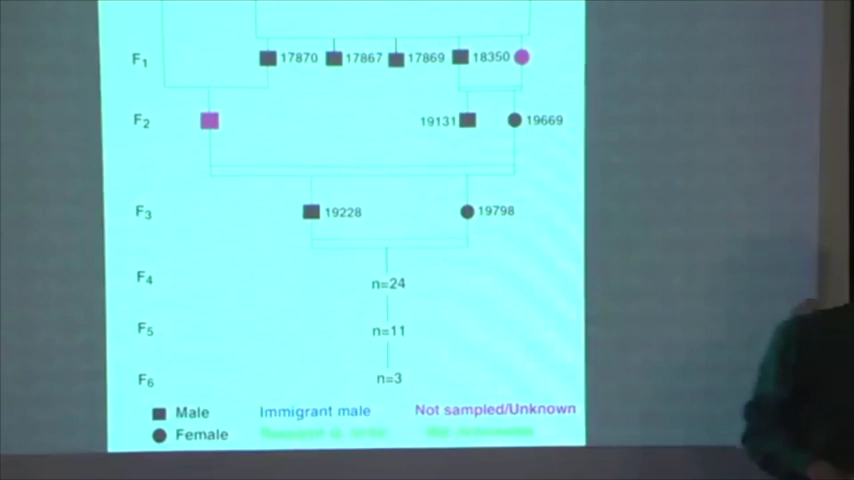 F1 17870 17867 17869 18350
F2 19131 19669
F3 19228 19798
F4 n=24
F5 n=11
F6 n=3
Male Immigrant male Not sampled/Unknown
Female